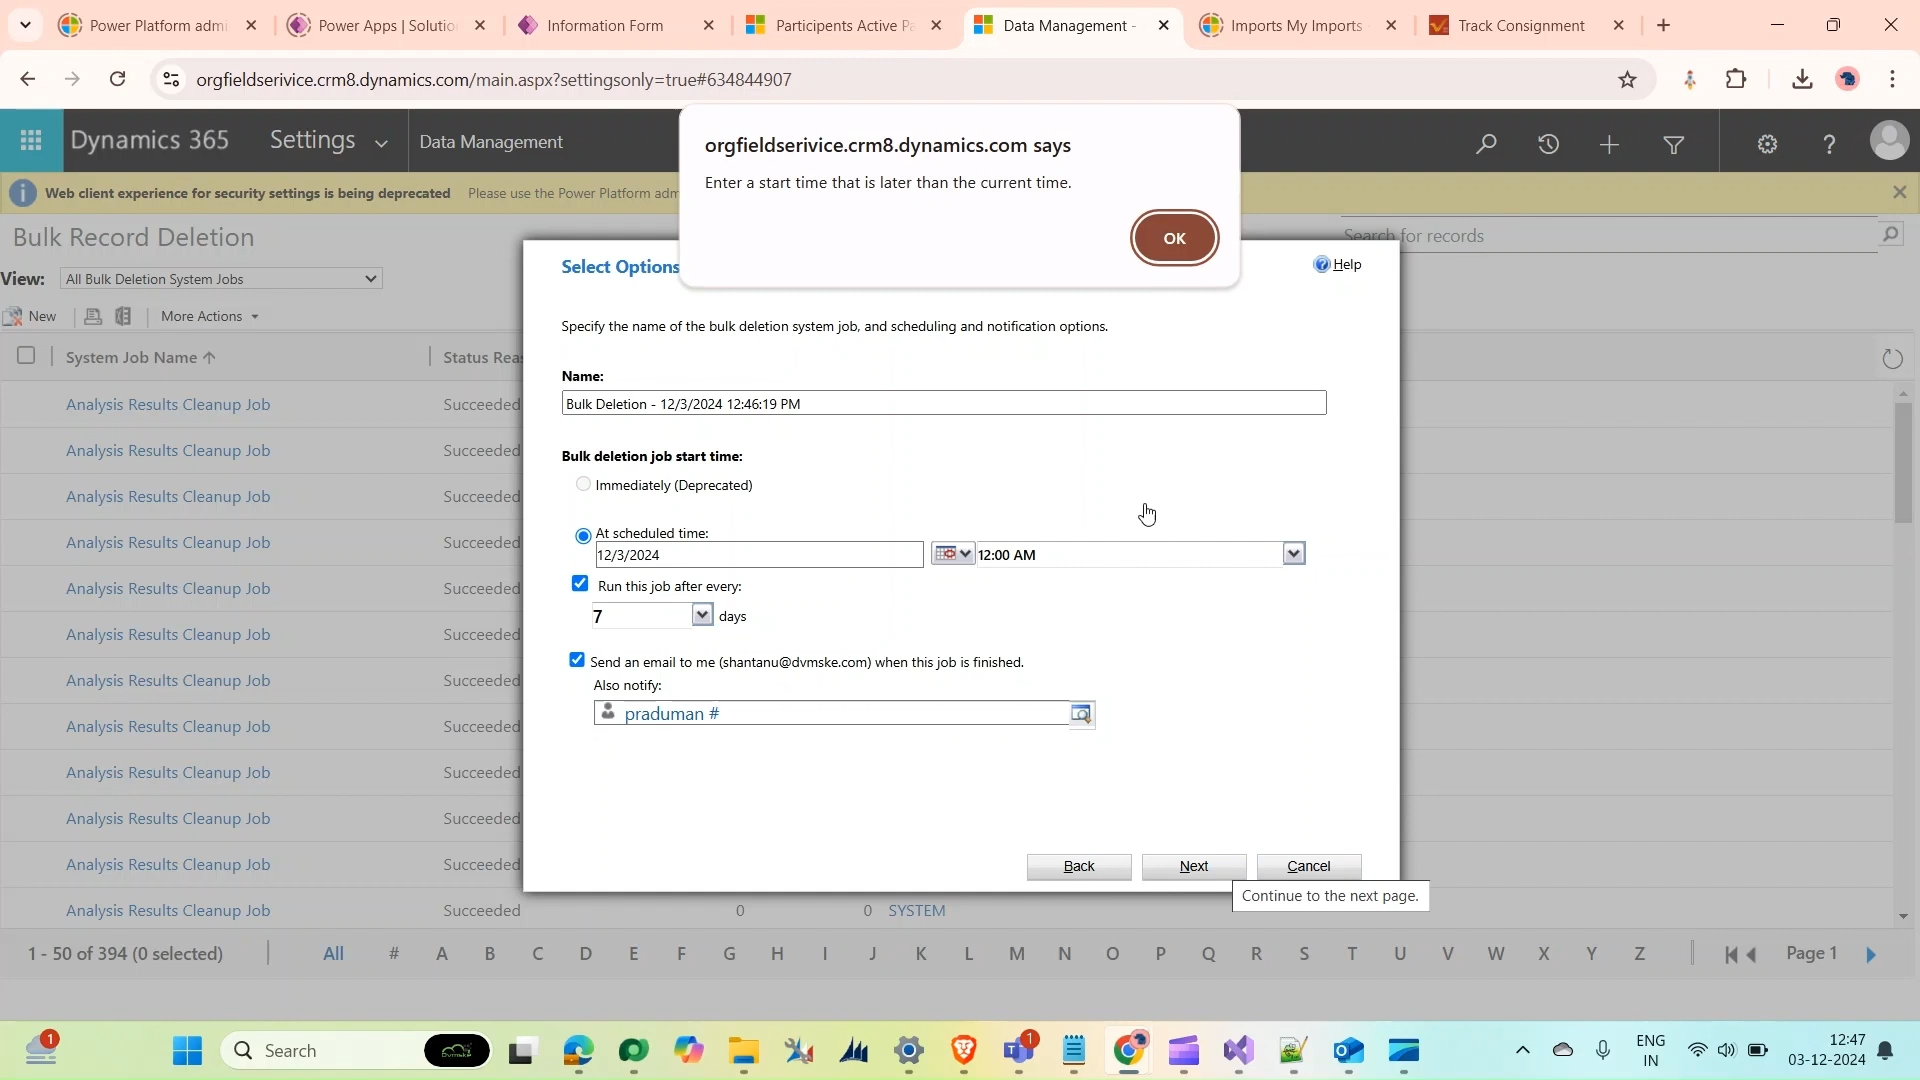 Power Platform admi
Power Apps | Solutio
Information Form
Participants Active Pa
Data Management -
Imports My Imports -
Track Consignment
orgfieldserivice.crm8.dynamics.com/main.aspx?settingsonly=true#634844907
Dynamics 365
Settings
Data Management
Web client experience for security settings is being deprecated
Please use the Power Platform adm
orgfieldserivice.crm8.dynamics.com says
Enter a start time that is later than the current time.
OK
Bulk Record Deletion
Search for records
View:
All Bulk Deletion System Jobs
New
More Actions
System Job Name
Status Rea
Analysis Results Cleanup Job Succeeded
Analysis Results Cleanup Job Succeeded
Analysis Results Cleanup Job Succeeded
Analysis Results Cleanup Job Succeeded
Analysis Results Cleanup Job Succeeded
Analysis Results Cleanup Job Succeeded
Analysis Results Cleanup Job Succeeded
Analysis Results Cleanup Job Succeeded
Analysis Results Cleanup Job Succeeded
Analysis Results Cleanup Job Succeeded
Analysis Results Cleanup Job Succeeded
Analysis Results Cleanup Job Succeeded 0 0 SYSTEM
Select Options
Help
Specify the name of the bulk deletion system job, and scheduling and notification options.
Name:
Bulk Deletion - 12/3/2024 12:46:19 PM
Bulk deletion job start time:
Immediately (Deprecated)
At scheduled time:
12/3/2024
12:00 AM
Run this job after every:
7
days
Send an email to me (shantanu@dvmske.com) when this job is finished.
Also notify:
praduman #
Back
Next
Cancel
Continue to the next page.
1 - 50 of 394 (0 selected)
All # A B C D E F G H I J K L M N O P Q R S T U V W X Y Z
Page 1
1
Search
Dvmske
1
ENG
IN
12:47
03-12-2024